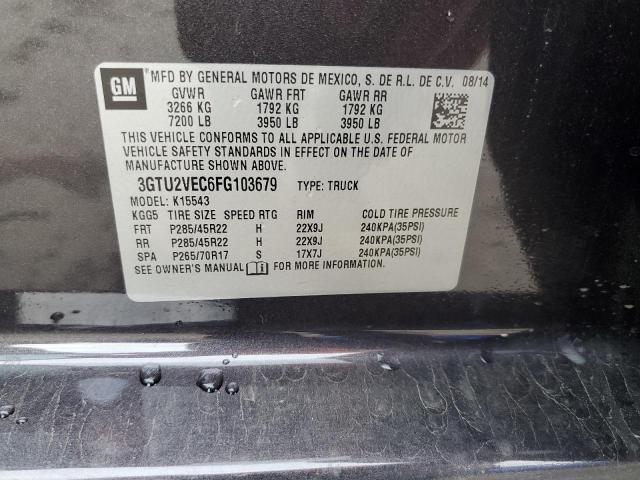 GM
MFD BY GENERAL MOTORS DE MEXICO, S. DE R.L. DE C.V. 08/14
GVWR GAWR FRT GAWR RR
3266 KG 1792 KG 1792 KG
7200 LB 3950 LB 3950 LB
THIS VEHICLE CONFORMS TO ALL APPLICABLE U.S. FEDERAL MOTOR
VEHICLE SAFETY STANDARDS IN EFFECT ON THE DATE OF
MANUFACTURE SHOWN ABOVE.
3GTU2VEC6FG103679 TYPE: TRUCK
MODEL: K15543
KGG5 TIRE SIZE SPEED RTG RIM COLD TIRE PRESSURE
FRT P285/45R22 H 22X9J 240KPA(35PSI)
RR P285/45R22 H 22X9J 240KPA(35PSI)
SPA P265/70R17 S 17X7J 240KPA(35PSI)
SEE OWNER'S MANUAL FOR MORE INFORMATION.